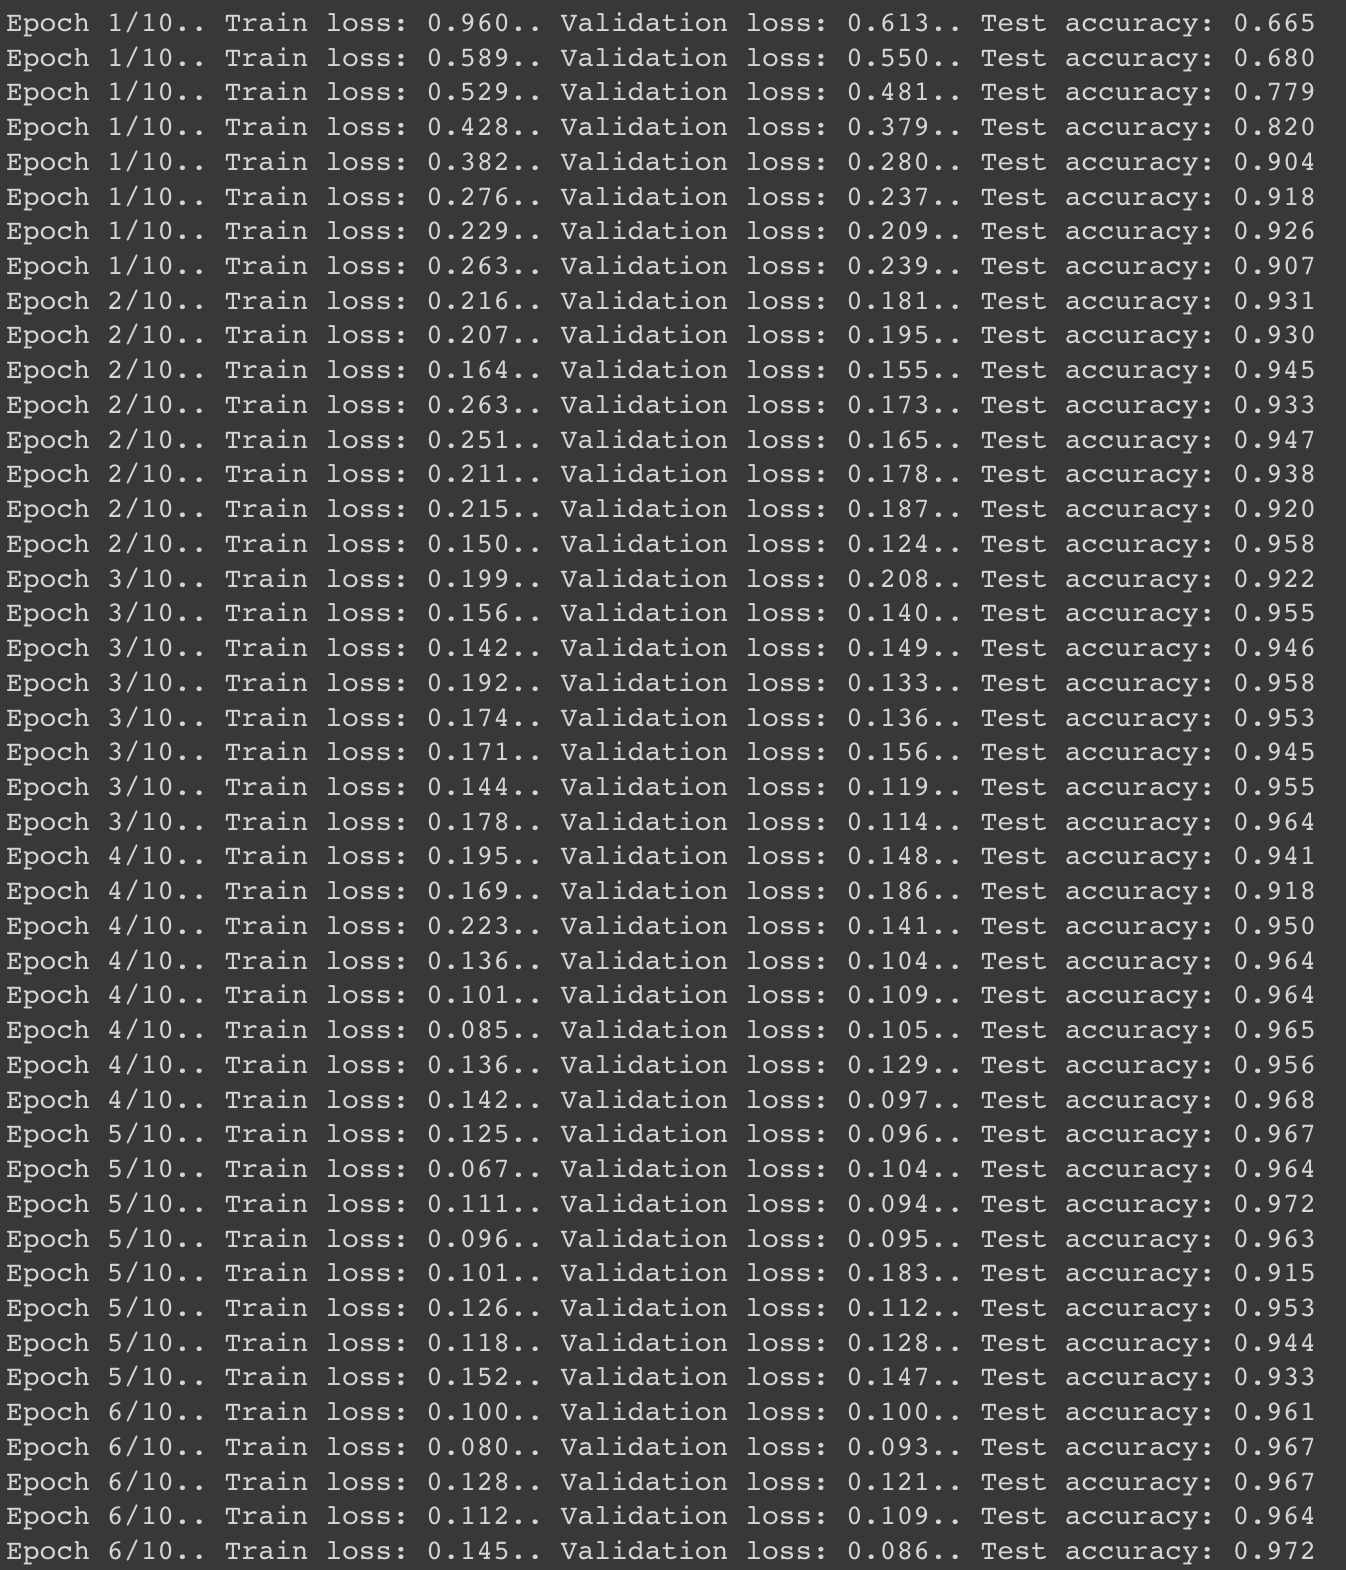 Epoch 1/10.. Train loss: 0.960.. Validation loss: 0.613.. Test accuracy: 0.665
Epoch 1/10.. Train loss: 0.589.. Validation loss: 0.550.. Test accuracy: 0.680
Epoch 1/10.. Train loss: 0.529.. Validation loss: 0.481.. Test accuracy: 0.779
Epoch 1/10.. Train loss: 0.428.. Validation loss: 0.379.. Test accuracy: 0.820
Epoch 1/10.. Train loss: 0.382.. Validation loss: 0.280.. Test accuracy: 0.904
Epoch 1/10.. Train loss: 0.276.. Validation loss: 0.237.. Test accuracy: 0.918
Epoch 1/10.. Train loss: 0.229.. Validation loss: 0.209.. Test accuracy: 0.926
Epoch 1/10.. Train loss: 0.263.. Validation loss: 0.239.. Test accuracy: 0.907
Epoch 2/10.. Train loss: 0.216.. Validation loss: 0.181.. Test accuracy: 0.931
Epoch 2/10.. Train loss: 0.207.. Validation loss: 0.195.. Test accuracy: 0.930
Epoch 2/10.. Train loss: 0.164.. Validation loss: 0.155.. Test accuracy: 0.945
Epoch 2/10.. Train loss: 0.263.. Validation loss: 0.173.. Test accuracy: 0.933
Epoch 2/10.. Train loss: 0.251.. Validation loss: 0.165.. Test accuracy: 0.947
Epoch 2/10.. Train loss: 0.211.. Validation loss: 0.178.. Test accuracy: 0.938
Epoch 2/10.. Train loss: 0.215.. Validation loss: 0.187.. Test accuracy: 0.920
Epoch 2/10.. Train loss: 0.150.. Validation loss: 0.124.. Test accuracy: 0.958
Epoch 3/10.. Train loss: 0.199.. Validation loss: 0.208.. Test accuracy: 0.922
Epoch 3/10.. Train loss: 0.156.. Validation loss: 0.140.. Test accuracy: 0.955
Epoch 3/10.. Train loss: 0.142.. Validation loss: 0.149.. Test accuracy: 0.946
Epoch 3/10.. Train loss: 0.192.. Validation loss: 0.133.. Test accuracy: 0.958
Epoch 3/10.. Train loss: 0.174.. Validation loss: 0.136.. Test accuracy: 0.953
Epoch 3/10.. Train loss: 0.171.. Validation loss: 0.156.. Test accuracy: 0.945
Epoch 3/10.. Train loss: 0.144.. Validation loss: 0.119.. Test accuracy: 0.955
Epoch 3/10.. Train loss: 0.178.. Validation loss: 0.114.. Test accuracy: 0.964
Epoch 4/10.. Train loss: 0.195.. Validation loss: 0.148.. Test accuracy: 0.941
Epoch 4/10.. Train loss: 0.169.. Validation loss: 0.186.. Test accuracy: 0.918
Epoch 4/10.. Train loss: 0.223.. Validation loss: 0.141.. Test accuracy: 0.950
Epoch 4/10.. Train loss: 0.136.. Validation loss: 0.104.. Test accuracy: 0.964
Epoch 4/10.. Train loss: 0.101.. Validation loss: 0.109.. Test accuracy: 0.964
Epoch 4/10.. Train loss: 0.085.. Validation loss: 0.105.. Test accuracy: 0.965
Epoch 4/10.. Train loss: 0.136.. Validation loss: 0.129.. Test accuracy: 0.956
Epoch 4/10.. Train loss: 0.142.. Validation loss: 0.097.. Test accuracy: 0.968
Epoch 5/10.. Train loss: 0.125.. Validation loss: 0.096.. Test accuracy: 0.967
Epoch 5/10.. Train loss: 0.067.. Validation loss: 0.104.. Test accuracy: 0.964
Epoch 5/10.. Train loss: 0.111.. Validation loss: 0.094.. Test accuracy: 0.972
Epoch 5/10.. Train loss: 0.096.. Validation loss: 0.095.. Test accuracy: 0.963
Epoch 5/10.. Train loss: 0.101.. Validation loss: 0.183.. Test accuracy: 0.915
Epoch 5/10.. Train loss: 0.126.. Validation loss: 0.112.. Test accuracy: 0.953
Epoch 5/10.. Train loss: 0.118.. Validation loss: 0.128.. Test accuracy: 0.944
Epoch 5/10.. Train loss: 0.152.. Validation loss: 0.147.. Test accuracy: 0.933
Epoch 6/10.. Train loss: 0.100.. Validation loss: 0.100.. Test accuracy: 0.961
Epoch 6/10.. Train loss: 0.080.. Validation loss: 0.093.. Test accuracy: 0.967
Epoch 6/10.. Train loss: 0.128.. Validation loss: 0.121.. Test accuracy: 0.967
Epoch 6/10.. Train loss: 0.112.. Validation loss: 0.109.. Test accuracy: 0.964
Epoch 6/10.. Train loss: 0.145.. Validation loss: 0.086.. Test accuracy: 0.972